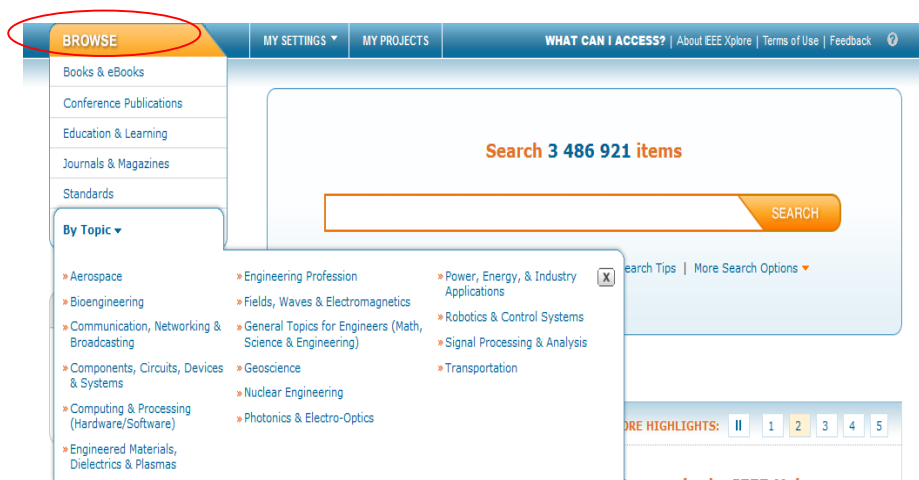 BROWSE
MY SETTINGS
MY PROJECTS
WHAT CAN I ACCESS? | About IEEE Xplore | Terms of Use | Feedback
Books & eBooks
Conference Publications
Education & Learning
Journals & Magazines
Standards
By Topic
Search 3 486 921 items
SEARCH
Search Tips | More Search Options
X
» Aerospace
» Bioengineering
» Communication, Networking &
Broadcasting
» Components, Circuits, Devices
& Systems
» Computing & Processing
(Hardware/Software)
» Engineered Materials,
Dielectrics & Plasmas
» Engineering Profession
» Fields, Waves & Electromagnetics
» General Topics for Engineers (Math,
Science & Engineering)
» Geoscience
» Nuclear Engineering
» Photonics & Electro-Optics
» Power, Energy, & Industry
Applications
» Robotics & Control Systems
» Signal Processing & Analysis
» Transportation
HIGHLIGHTS: 1 2 3 4 5